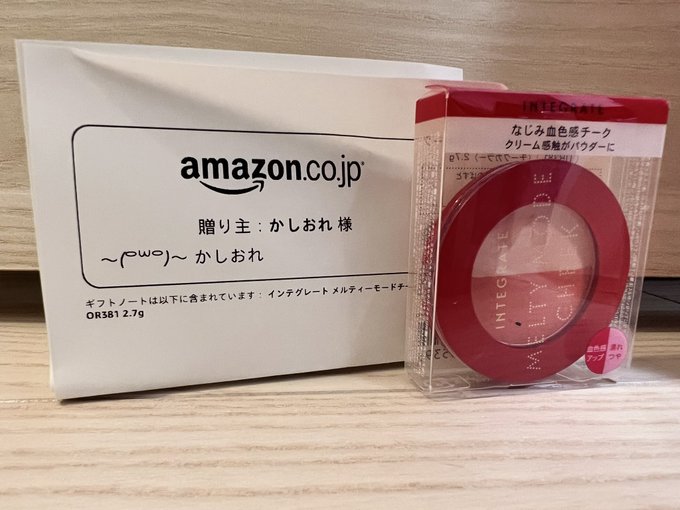 amazon.co.jp
贈り主：かしおれ 様
かしおれ
ギフトノートは以下に含まれています： インテグレート メルティーモードチー
OR381 2.7g
INTEGRATE
なじみ血色感チーク
クリーム感触がパウダーに
INTEGRATE
MELTY MODE
CHEEK
血色感
アップ
濡れ
つや